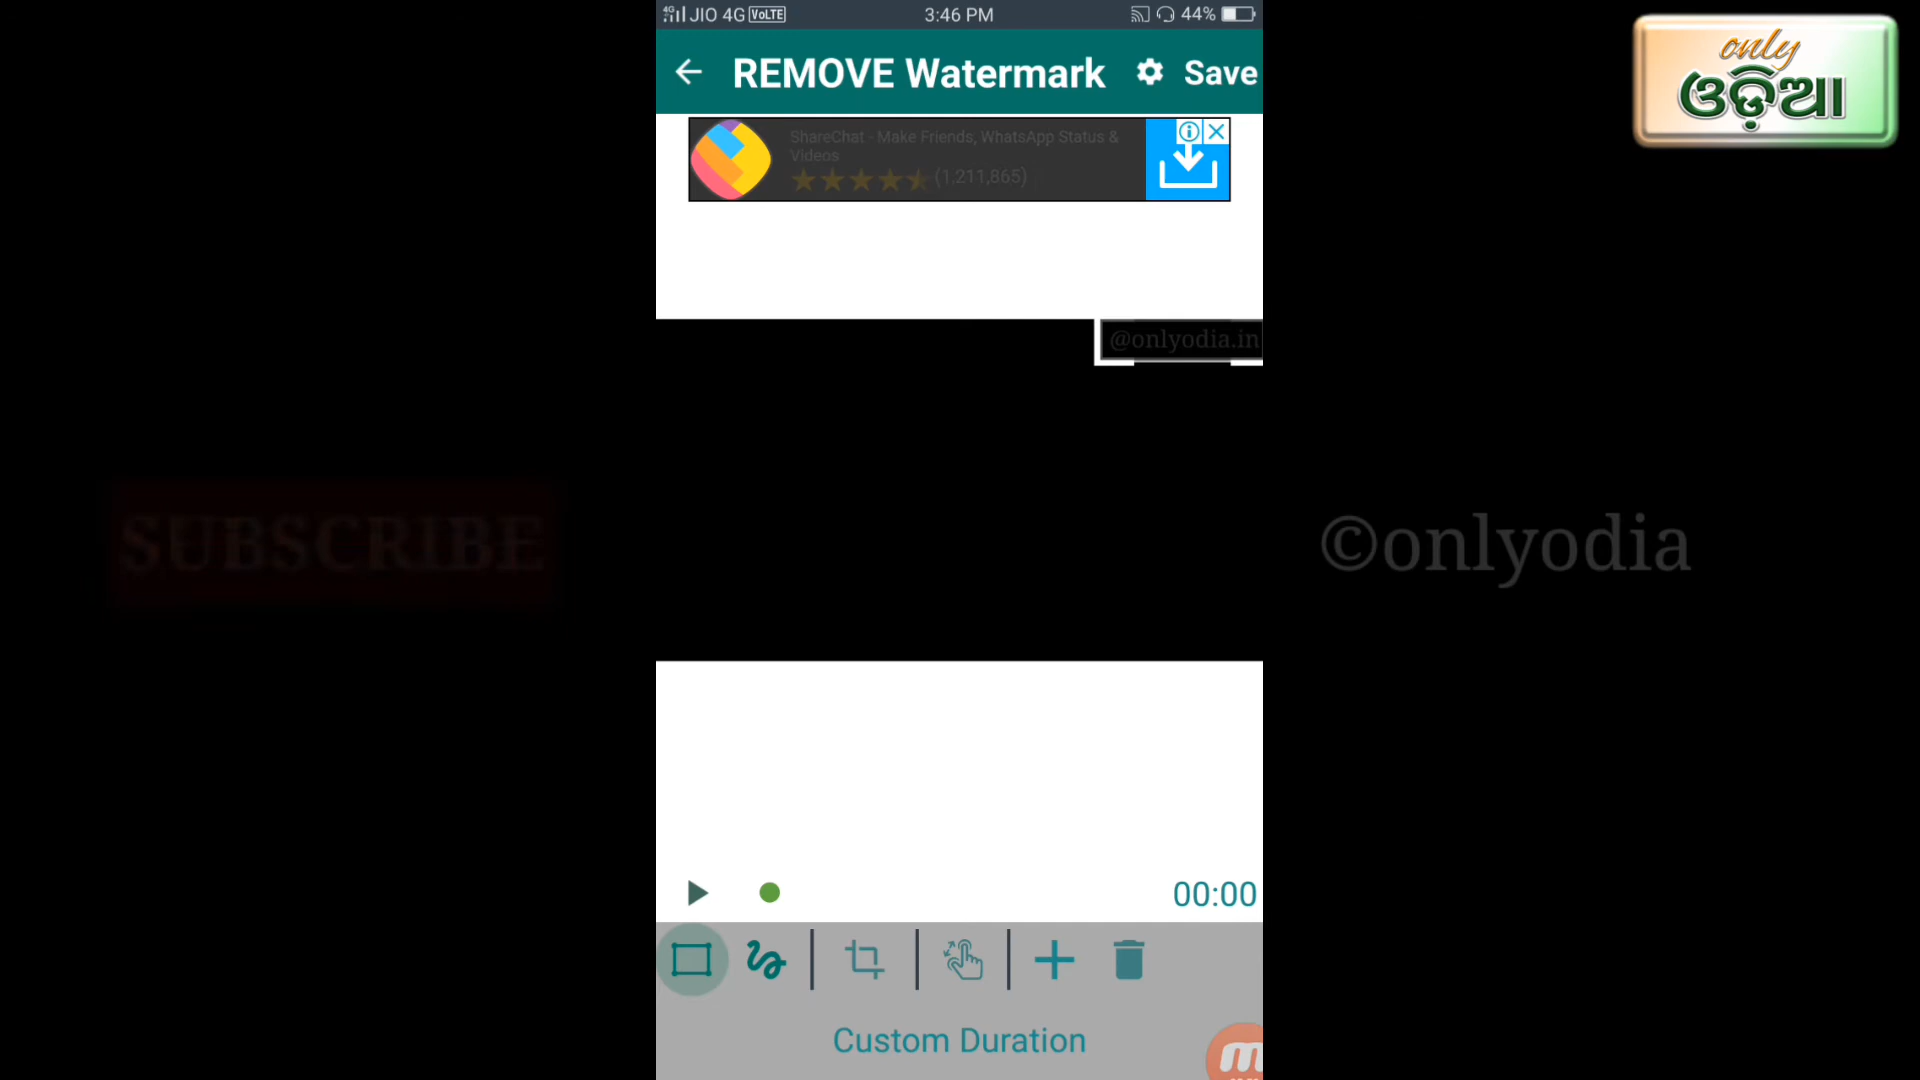 JIO 4G VoLTE 3:46 PM 44%
REMOVE Watermark Save
only
ଓଡ଼ିଆ
ShareChat - Make Friends, WhatsApp Status &
Videos
(1,211,865)
@onlyodia.in
SUBSCRIBE
©onlyodia
00:00
Custom Duration